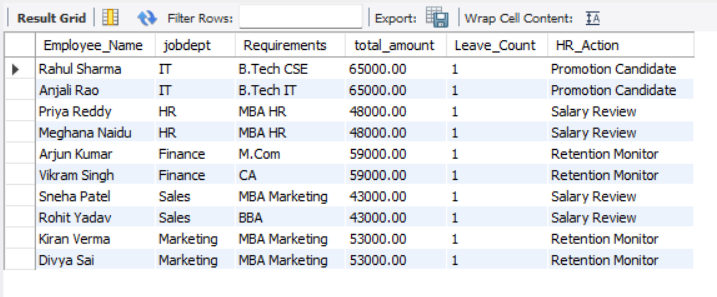 Result Grid Filter Rows: Export: Wrap Cell Content: IA
Employee_Name jobdept Requirements total_amount Leave_Count HR_Action
Rahul Sharma IT B.Tech CSE 65000.00 1 Promotion Candidate
Anjali Rao IT B.Tech IT 65000.00 1 Promotion Candidate
Priya Reddy HR MBA HR 48000.00 1 Salary Review
Meghana Naidu HR MBA HR 48000.00 1 Salary Review
Arjun Kumar Finance M.Com 59000.00 1 Retention Monitor
Vikram Singh Finance CA 59000.00 1 Retention Monitor
Sneha Patel Sales MBA Marketing 43000.00 1 Salary Review
Rohit Yadav Sales BBA 43000.00 1 Salary Review
Kiran Verma Marketing MBA Marketing 53000.00 1 Retention Monitor
Divya Sai Marketing MBA Marketing 53000.00 1 Retention Monitor